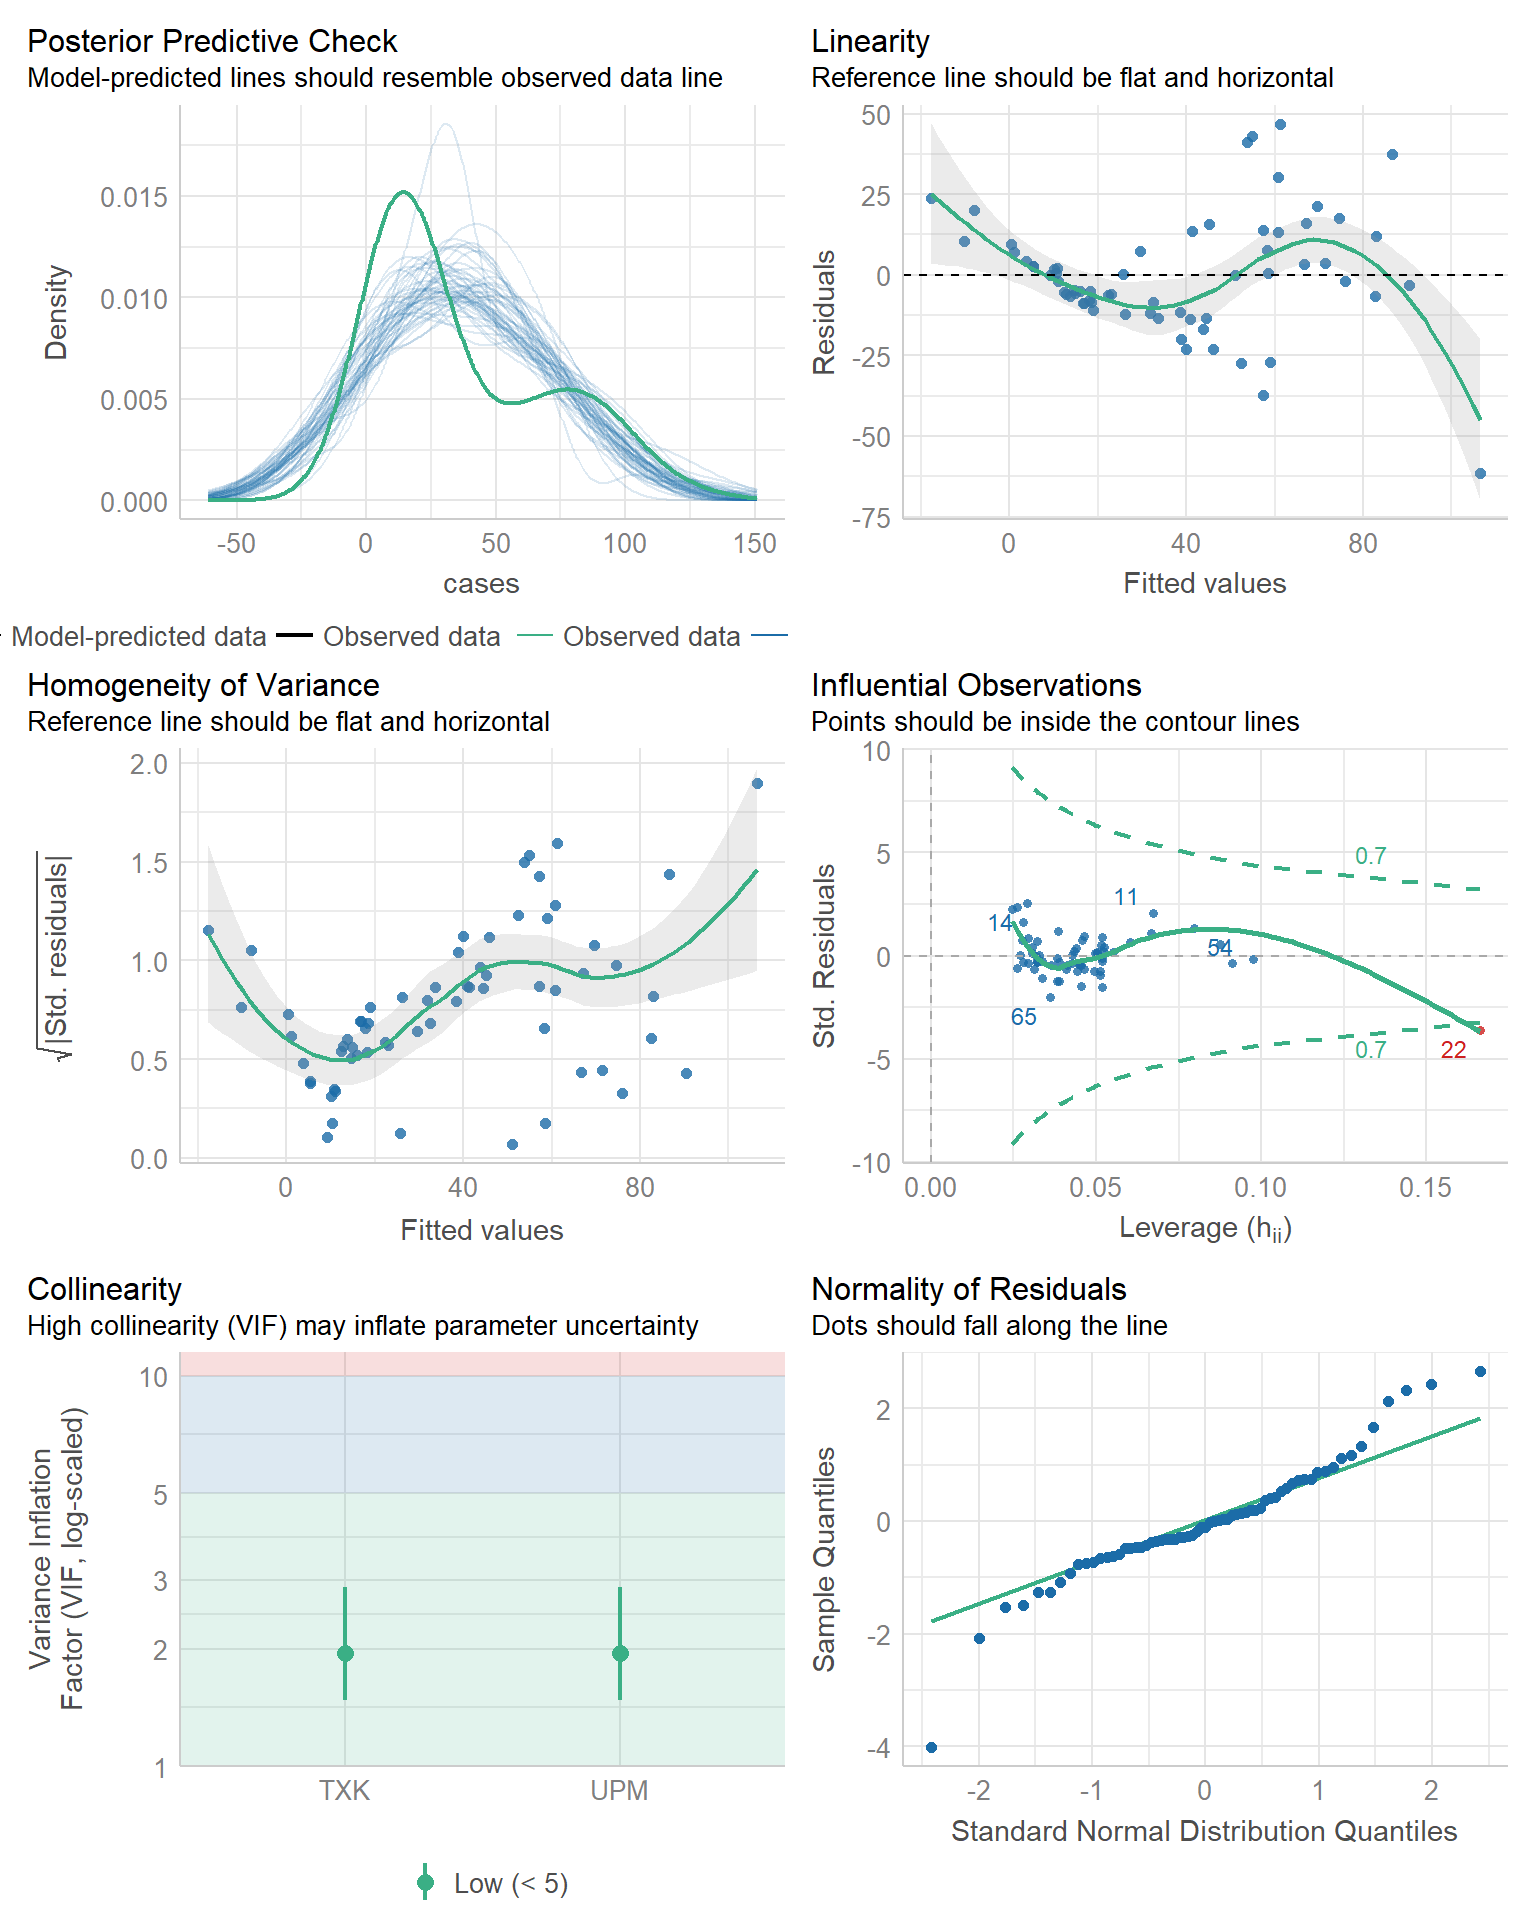 Posterior Predictive Check
Model-predicted lines should resemble observed data line
Density
0.015
0.010
0.005
0.000
-50 0 50 100 150
cases
Model-predicted data Observed data Observed data
Linearity
Reference line should be flat and horizontal
Residuals
50
25
0
-25
-50
-75
0 40 80
Fitted values
Homogeneity of Variance
Reference line should be flat and horizontal
√|Std. residuals|
2.0
1.5
1.0
0.5
0.0
0 40 80
Fitted values
Influential Observations
Points should be inside the contour lines
Std. Residuals
10
5
0
-5
-10
0.7
11
14
54
65
0.7
22
0.00 0.05 0.10 0.15
Leverage (hii)
Collinearity
High collinearity (VIF) may inflate parameter uncertainty
Variance Inflation
Factor (VIF, log-scaled)
10
5
3
2
1
TXK UPM
Low (< 5)
Normality of Residuals
Dots should fall along the line
Sample Quantiles
2
0
-2
-4
-2 -1 0 1 2
Standard Normal Distribution Quantiles